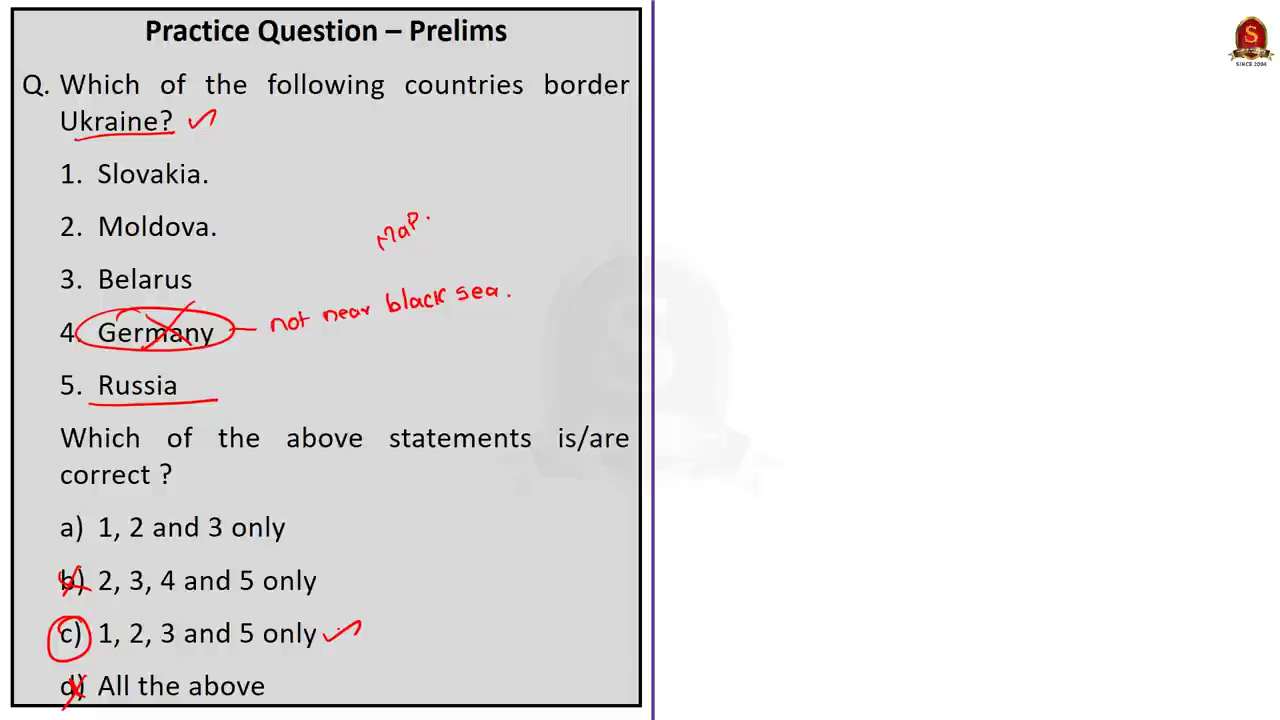 Practice Question – Prelims
Q. Which of the following countries border
Ukraine?
1. Slovakia.
2. Moldova.
Map.
3. Belarus
4. Germany
not near black sea.
5. Russia
Which of the above statements is/are
correct ?
a) 1, 2 and 3 only
b) 2, 3, 4 and 5 only
c) 1, 2, 3 and 5 only
d) All the above
S
SINCE 2004